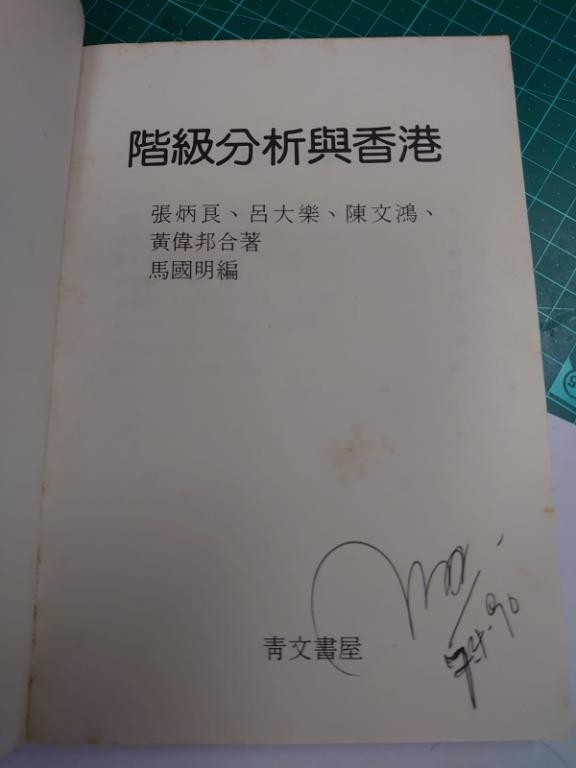 階級分析與香港
張炳良、呂大樂、陳文鴻、
黃偉邦合著
馬國明編
青文書屋